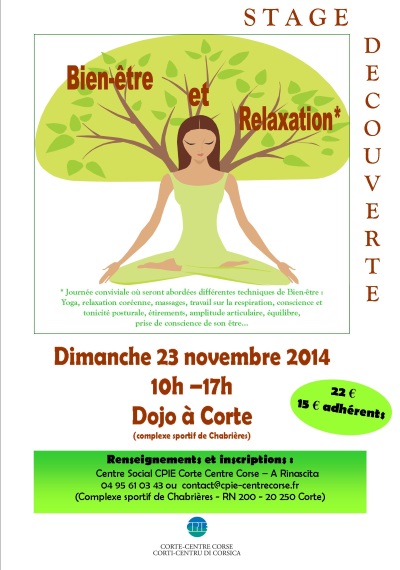 STAGE
DECOUVERTE
Bien-être
et
Relaxation*
* Journée conviviale où seront abordées différentes techniques de Bien-être :
Yoga, relaxation coréenne, massages, travail sur la respiration, conscience et
tonicité posturale, étirements, amplitude articulaire, équilibre,
prise de conscience de son être...
Dimanche 23 novembre 2014
10h –17h
Dojo à Corte
(complexe sportif de Chabrières)
22 €
15 € adhérents
Renseignements et inscriptions :
Centre Social CPIE Corte Centre Corse – A Rinascita
04 95 61 03 43 ou contact@cpie-centrecorse.fr
(Complexe sportif de Chabrières - RN 200 - 20 250 Corte)
CPIE
CORTE-CENTRE CORSE
CORTI-CENTRU DI CORSICA